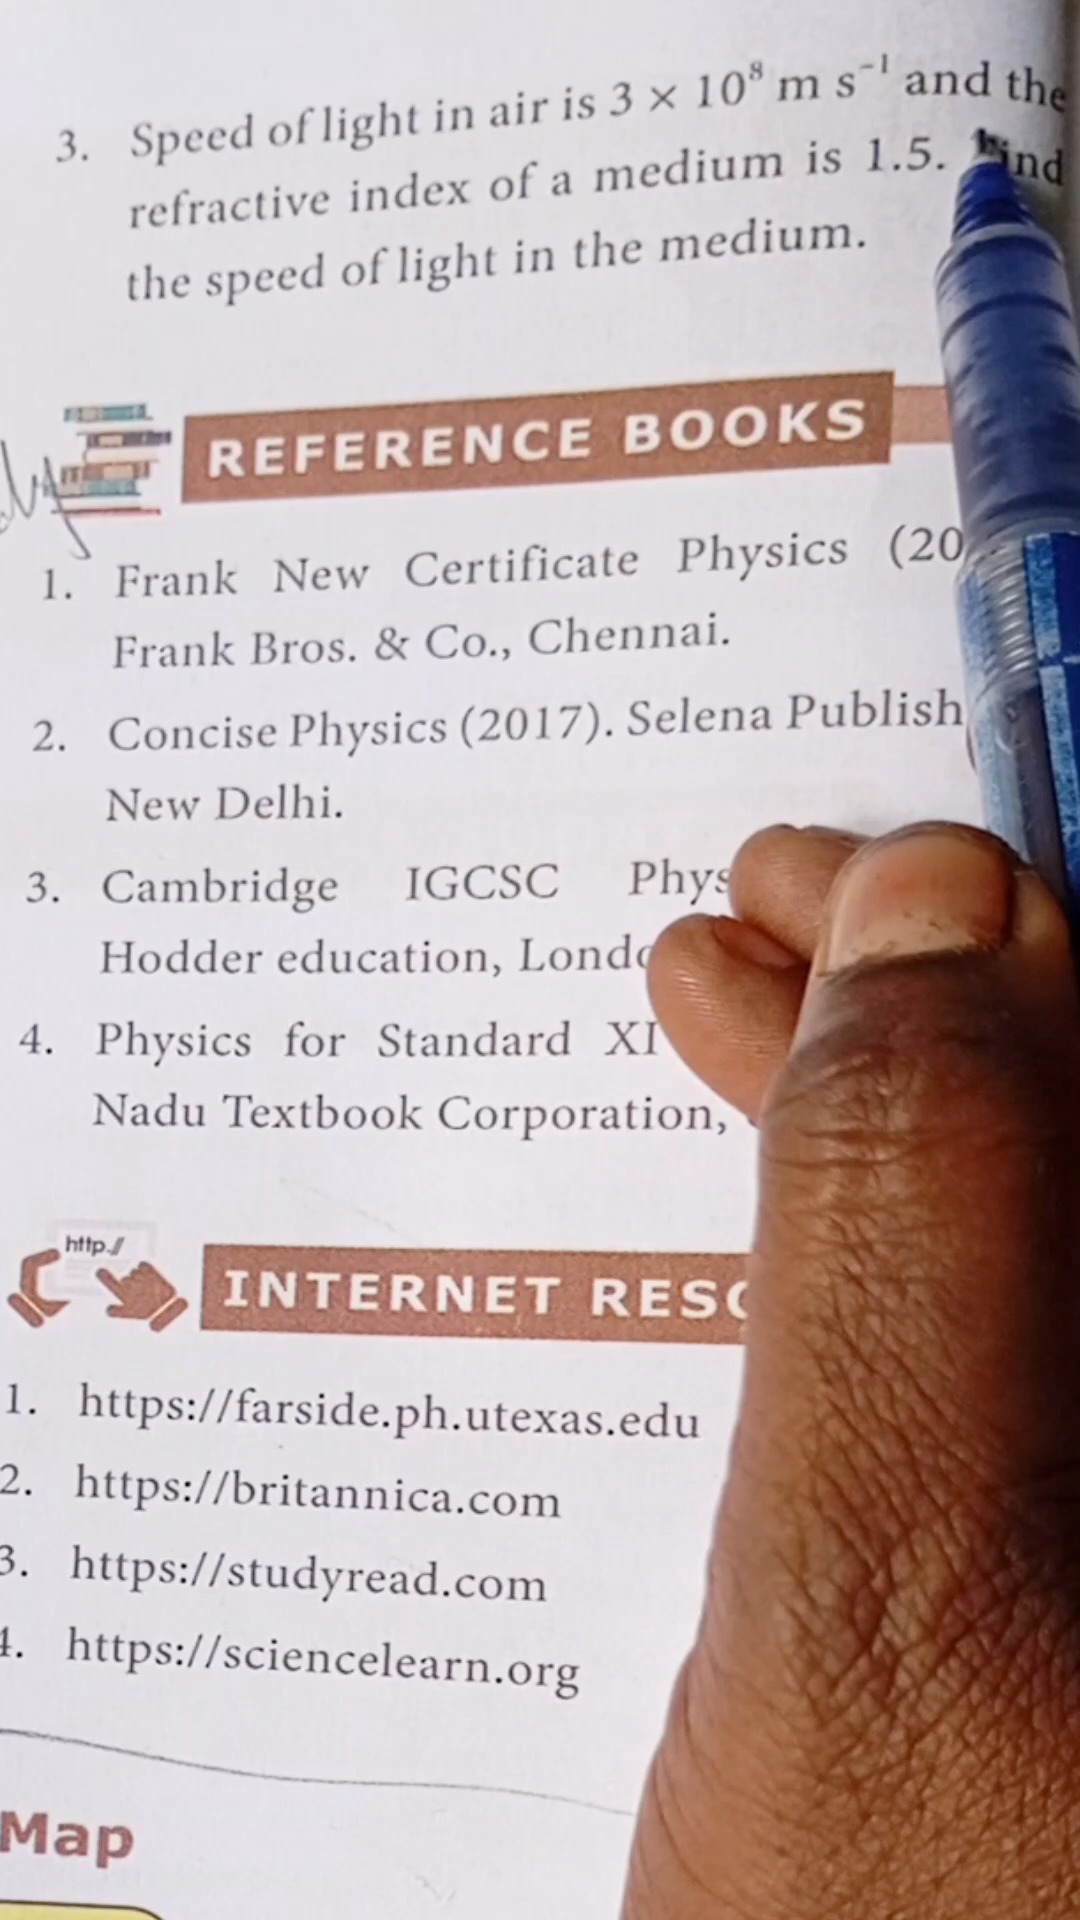 3. Speed of light in air is 3 × 10⁸ m s⁻¹ and the
refractive index of a medium is 1.5.
the speed of light in the medium.
REFERENCE BOOKS
1. Frank New Certificate Physics (20
Frank Bros. & Co., Chennai.
2. Concise Physics (2017). Selena Publish
New Delhi.
3. Cambridge IGCSC Phys
Hodder education, Londo
4. Physics for Standard XI
Nadu Textbook Corporation,
http://
INTERNET RESO
1. https://farside.ph.utexas.edu
2. https://britannica.com
3. https://studyread.com
4. https://sciencelearn.org
Map